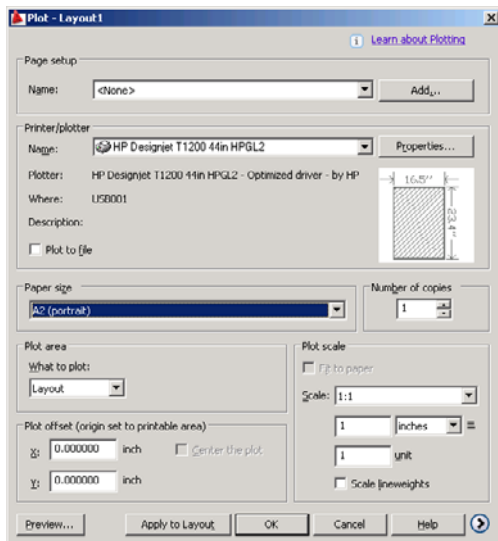 Plot - Layout1
Learn about Plotting
Page setup
Name: <None> Add...
Printer/plotter
Name: HP Designjet T1200 44in HPGL2 Properties...
Plotter: HP Designjet T1200 44in HPGL2 - Optimized driver - by HP
Where: USB001
Description:
Plot to file
16.5"
23.4"
Paper size
A2 (portrait)
Number of copies
1
Plot area
What to plot:
Layout
Plot scale
Fit to paper
Scale: 1:1
1 inches =
1 unit
Scale lineweights
Plot offset (origin set to printable area)
X: 0.000000 inch Center the plot
Y: 0.000000 inch
Preview... Apply to Layout OK Cancel Help